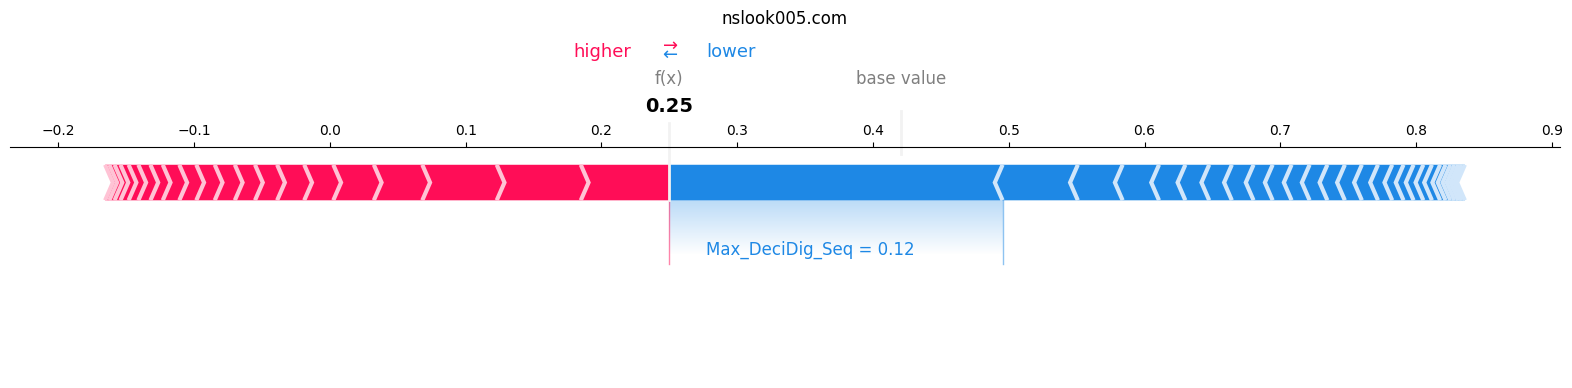 nslook005.com
higher ⇄ lower
f(x) base value
0.25
−0.2 −0.1 0.0 0.1 0.2 0.3 0.4 0.5 0.6 0.7 0.8 0.9
Max_DeciDig_Seq = 0.12